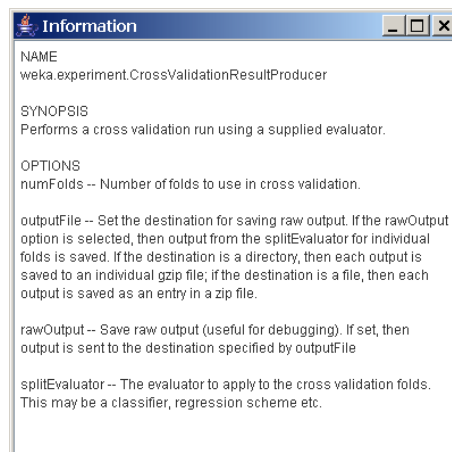 Information
NAME
weka.experiment.CrossValidationResultProducer
SYNOPSIS
Performs a cross validation run using a supplied evaluator.
OPTIONS
numFolds -- Number of folds to use in cross validation.
outputFile -- Set the destination for saving raw output. If the rawOutput
option is selected, then output from the splitEvaluator for individual
folds is saved. If the destination is a directory, then each output is
saved to an individual gzip file; if the destination is a file, then each
output is saved as an entry in a zip file.
rawOutput -- Save raw output (useful for debugging). If set, then
output is sent to the destination specified by outputFile
splitEvaluator -- The evaluator to apply to the cross validation folds.
This may be a classifier, regression scheme etc.